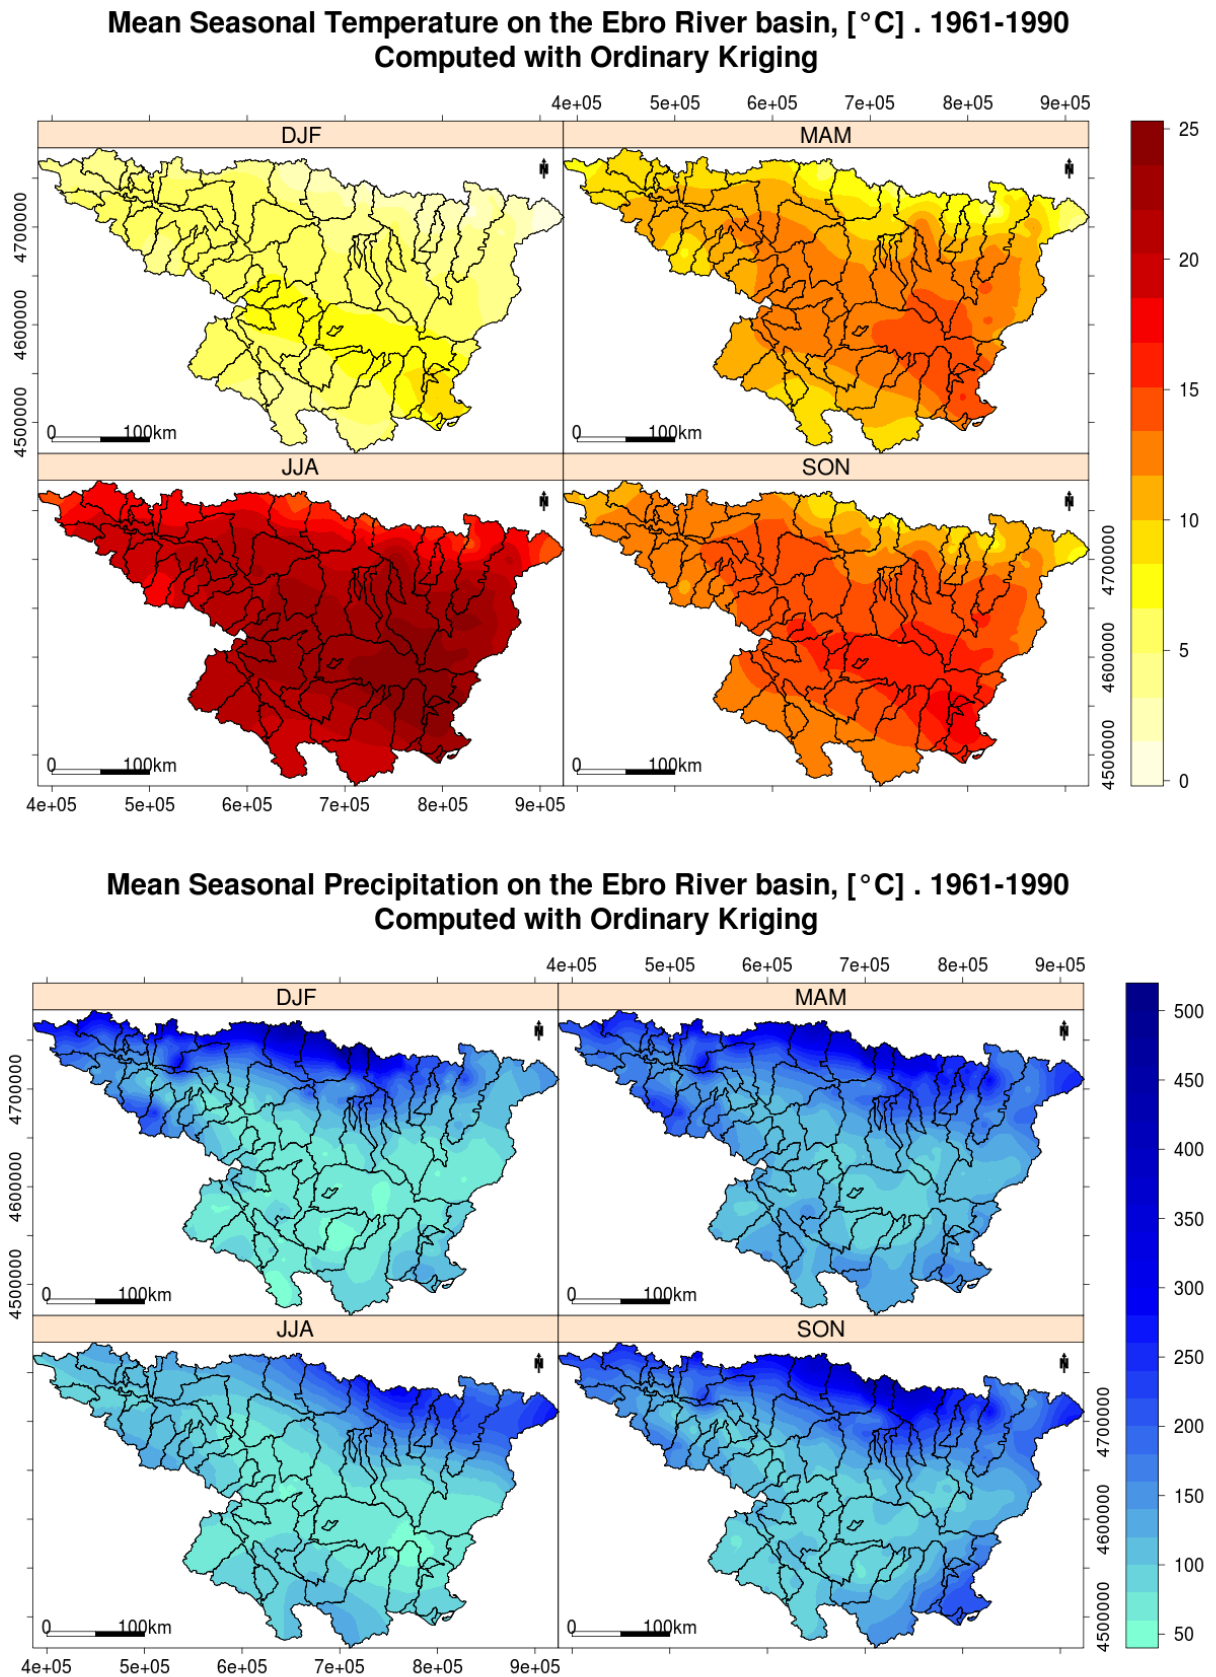 Mean Seasonal Temperature on the Ebro River basin, [°C] . 1961-1990
Computed with Ordinary Kriging
4e+05 5e+05 6e+05 7e+05 8e+05 9e+05
DJF MAM
N N
4700000
4600000
4500000
0 100km 0 100km
JJA SON
N N
4700000
4600000
4500000
0 100km 0 100km
4e+05 5e+05 6e+05 7e+05 8e+05 9e+05
25
20
15
10
5
0
Mean Seasonal Precipitation on the Ebro River basin, [°C] . 1961-1990
Computed with Ordinary Kriging
4e+05 5e+05 6e+05 7e+05 8e+05 9e+05
DJF MAM
N N
4700000
4600000
4500000
0 100km 0 100km
JJA SON
N N
4700000
4600000
4500000
0 100km 0 100km
4e+05 5e+05 6e+05 7e+05 8e+05 9e+05
500
450
400
350
300
250
200
150
100
50